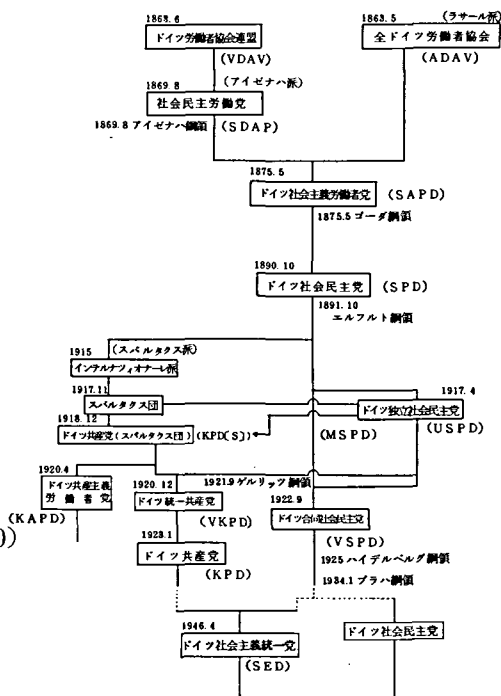 1863.6
ドイツ労働者協会連盟
(VDAV)
(ラサール派)
1863.5
全ドイツ労働者協会
(ADAV)
(アイゼナハ派)
1869.8
社会民主労働党
1869.8 アイゼナハ綱領
(SDAP)
1875.5
ドイツ社会主義労働者党
(SAPD)
1875.5 ゴーダ綱領
1890.10
ドイツ社会民主党
(SPD)
1891.10
エルフルト綱領
1915
(スパルタクス派)
インテルナツィオナーレ派
1917.11
スパルタクス団
1917.4
ドイツ独立社会民主党
(USPD)
1918.12
ドイツ共産党(スパルタクス団)
(KPD[S])
(MSPD)
1920.4
ドイツ共産主義
労働者党
(KAPD)
1920.12
ドイツ統一共産党
(VKPD)
1921.9 ゲルリッツ綱領
1922.9
ドイツ合同社会民主党
(VSPD)
1925 ハイデルベルク綱領
1934.1 プラハ綱領
1923.1
ドイツ共産党
(KPD)
1946.4
ドイツ社会主義統一党
(SED)
ドイツ社会民主党